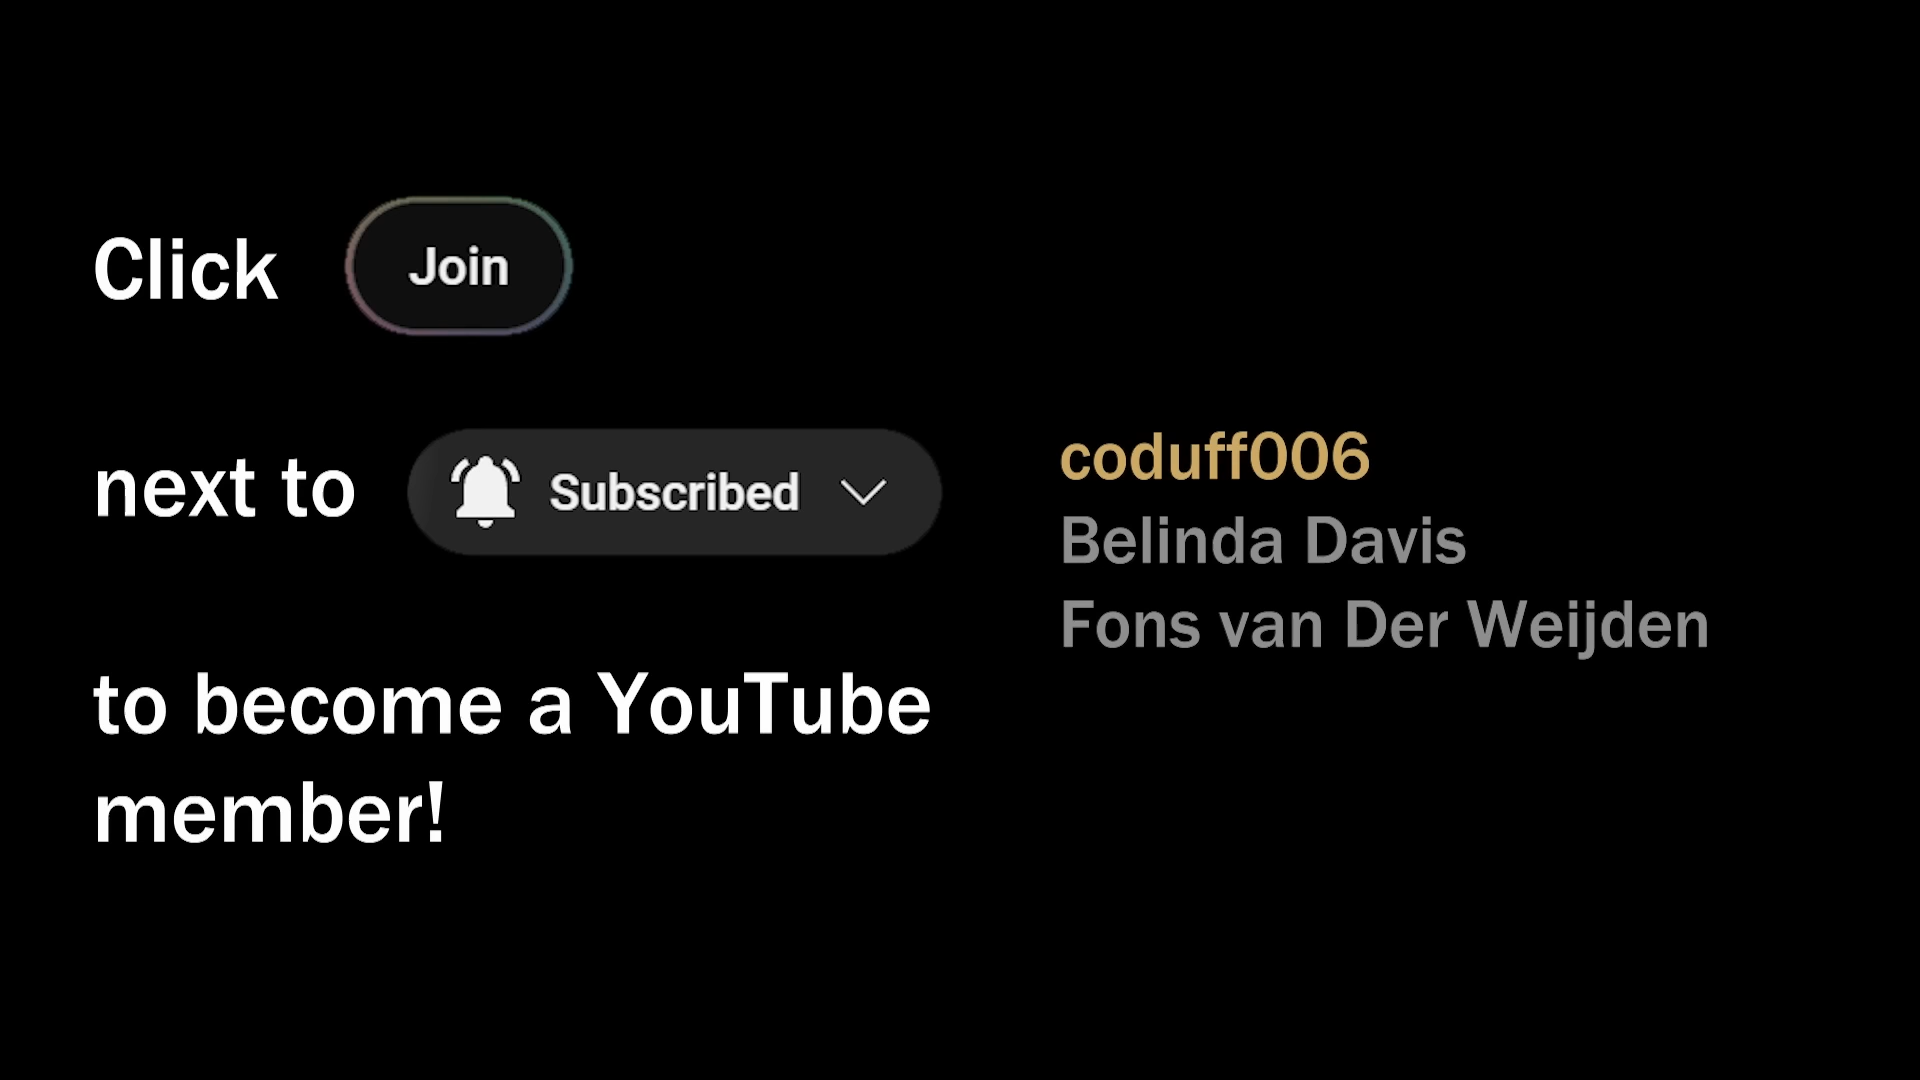 Click Join
next to Subscribed
to become a YouTube
member!
coduff006
Belinda Davis
Fons van Der Weijden